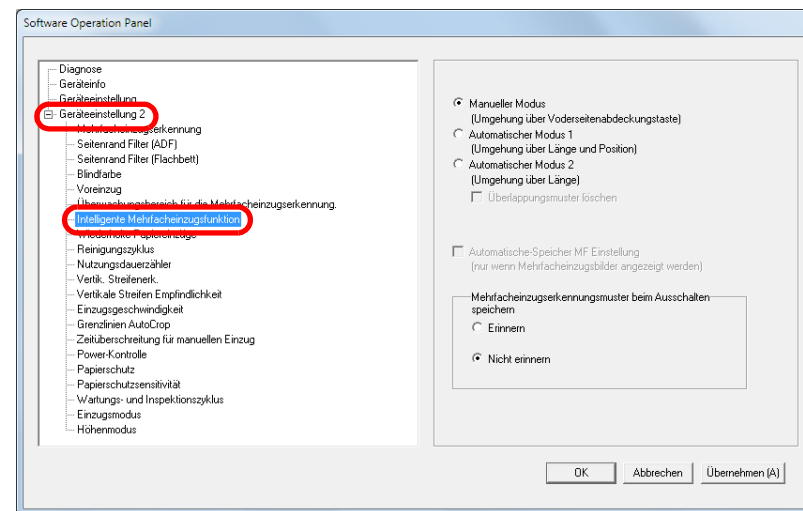 Software Operation Panel
Diagnose
Geräteinfo
Geräteeinstellung
Geräteeinstellung 2
Mehrfacheinzugserkennung
Seitenrand Filter (ADF)
Seitenrand Filter (Flachbett)
Blindfarbe
Voreinzug
Überwachungsbereich für die Mehrfacheinzugserkennung.
Intelligente Mehrfacheinzugsfunktion
Wiederholte Papiereinzüge
Reinigungszyklus
Nutzungsdauerzähler
Vertik. Streifenerk.
Vertikale Streifen Empfindlichkeit
Einzugsgeschwindigkeit
Grenzlinien AutoCrop
Zeitüberschreitung für manuellen Einzug
Power-Kontrolle
Papierschutz
Papierschutzsensitivität
Wartungs- und Inspektionszyklus
Einzugsmodus
Höhenmodus
Manueller Modus
(Umgehung über Voderseitenabdeckungstaste)
Automatischer Modus 1
(Umgehung über Länge und Position)
Automatischer Modus 2
(Umgehung über Länge)
Überlappungsmuster löschen
Automatische-Speicher MF Einstellung
(nur wenn Mehrfacheinzugsbilder angezeigt werden)
Mehrfacheinzugserkennungsmuster beim Ausschalten
speichern
Erinnern
Nicht erinnern
OK
Abbrechen
Übernehmen (A)